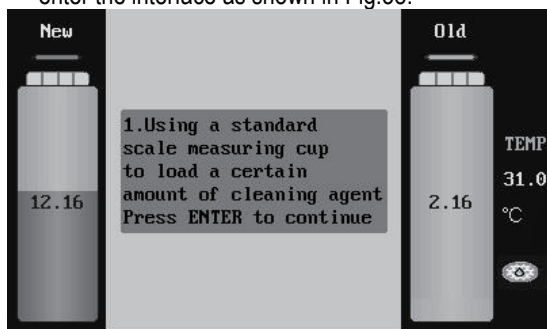 enter the interface as shown in Fig.
New
Old
1.Using a standard
scale measuring cup
to load a certain
amount of cleaning agent
Press ENTER to continue
12.16
2.16
TEMP
31.0
°C